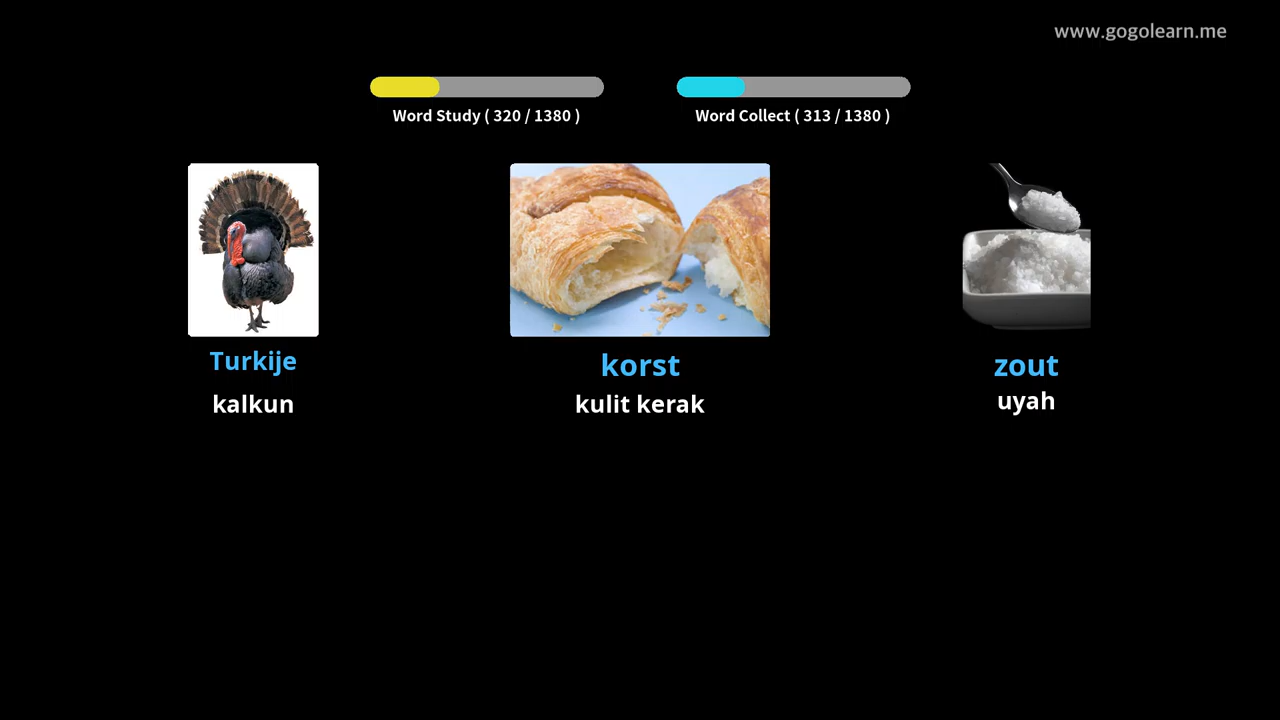 www.gogolearn.me
Word Study ( 320 / 1380 )
Word Collect ( 313 / 1380 )
Turkije
kalkun
korst
kulit kerak
zout
uyah